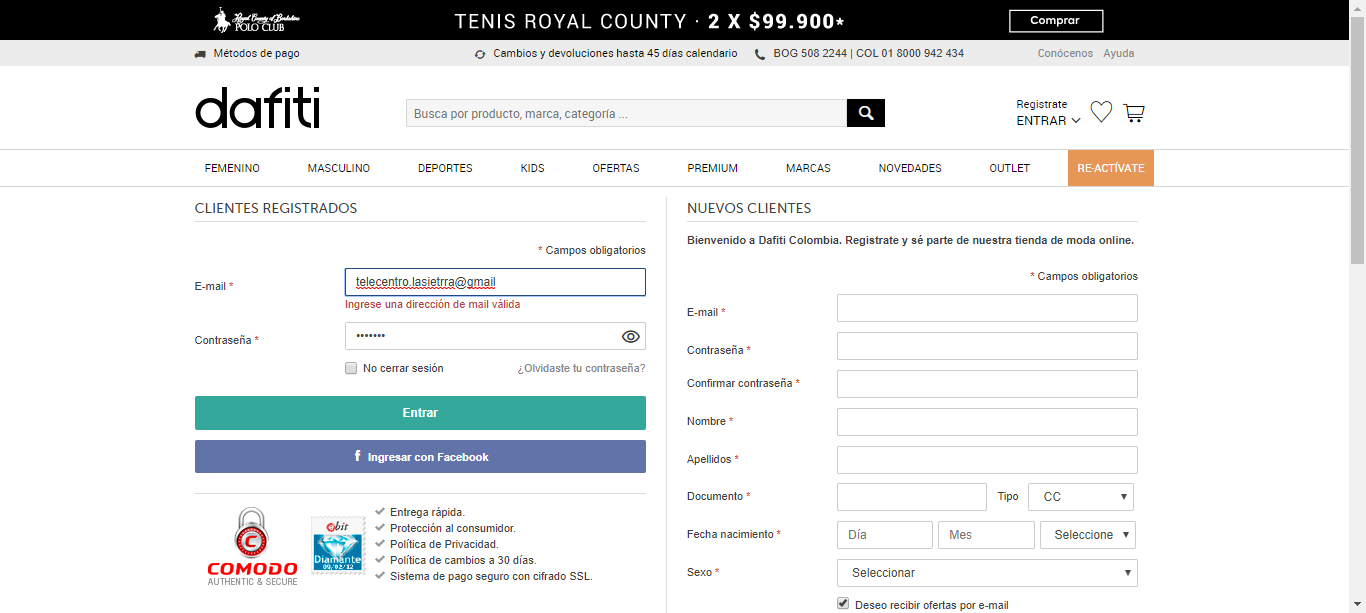 Royal County of Berkshire
POLO CLUB
TENIS ROYAL COUNTY · 2 X $99.900*
Comprar
Métodos de pago
Cambios y devoluciones hasta 45 días calendario
BOG 508 2244 | COL 01 8000 942 434
Conócenos Ayuda
dafiti
Busca por producto, marca, categoría ...
Registrate
ENTRAR
FEMENINO MASCULINO DEPORTES KIDS OFERTAS PREMIUM MARCAS NOVEDADES OUTLET RE-ACTÍVATE
CLIENTES REGISTRADOS
* Campos obligatorios
E-mail *
telecentro.lasietrra@gmail
Ingrese una dirección de mail válida
Contraseña *
•••••••
No cerrar sesión
¿Olvidaste tu contraseña?
Entrar
f Ingresar con Facebook
C
COMODO
AUTHENTIC & SECURE
ebit
Diamante
09/02/12
Entrega rápida.
Protección al consumidor.
Política de Privacidad.
Política de cambios a 30 días.
Sistema de pago seguro con cifrado SSL.
NUEVOS CLIENTES
Bienvenido a Dafiti Colombia. Registrate y sé parte de nuestra tienda de moda online.
* Campos obligatorios
E-mail *
Contraseña *
Confirmar contraseña *
Nombre *
Apellidos *
Documento *
Tipo
CC
Fecha nacimiento *
Día
Mes
Seleccione
Sexo *
Seleccionar
Deseo recibir ofertas por e-mail